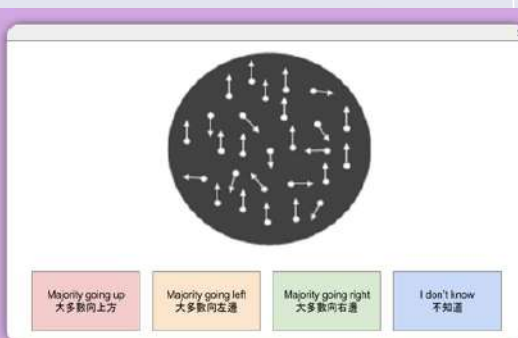 Majority going up
大多數向上方
Majority going left
大多數向左邊
Majority going right
大多數向右邊
I don't know
不知道